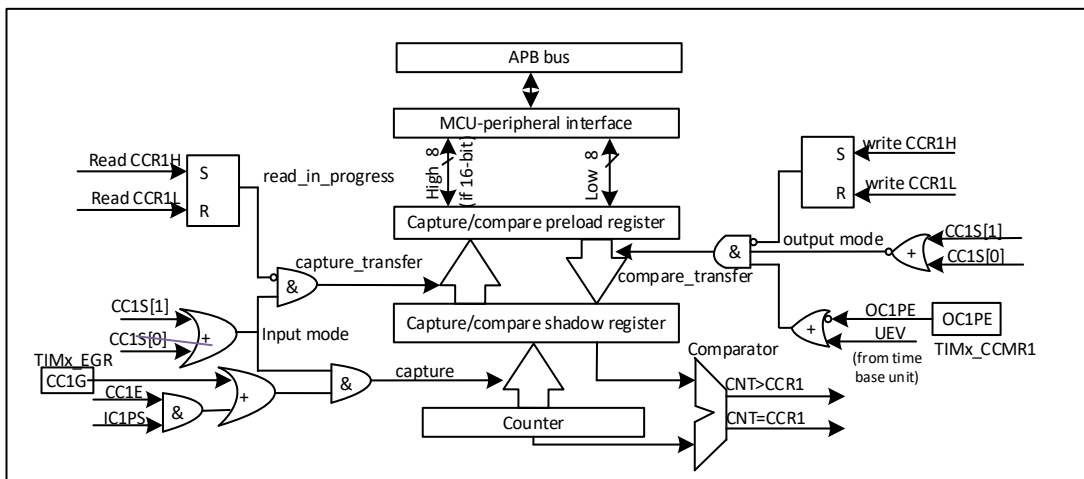 APB bus
MCU-peripheral interface
Read CCR1H
Read CCR1L
S
R
read_in_progress
High 8
(if 16-bit)
Low 8
S
R
write CCR1H
write CCR1L
Capture/compare preload register
&
output mode
+
CC1S[1]
CC1S[0]
capture_transfer
compare_transfer
&
CC1S[1]
CC1S[0]
+
Input mode
Capture/compare shadow register
+
OC1PE
UEV
(from time
base unit)
OC1PE
TIMx_CCMR1
TIMx_EGR
CC1G
CC1E
IC1PS
&
+
&
capture
Counter
Comparator
CNT>CCR1
CNT=CCR1